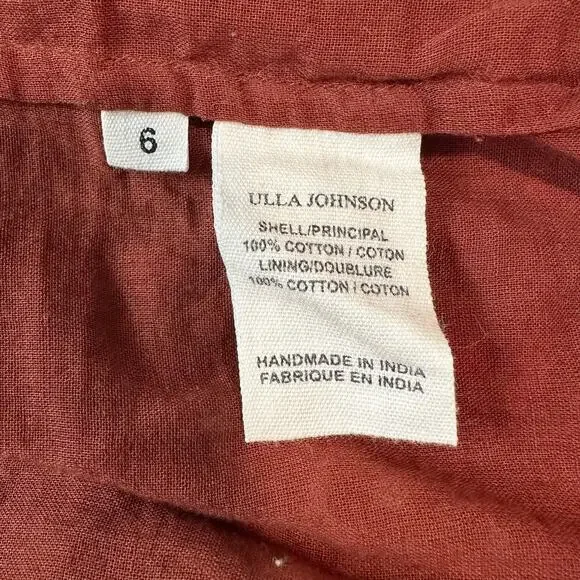 6
ULLA JOHNSON
SHELL/PRINCIPAL
100% COTTON / COTON
LINING/DOUBLURE
100% COTTON / COTON
HANDMADE IN INDIA
FABRIQUE EN INDIA